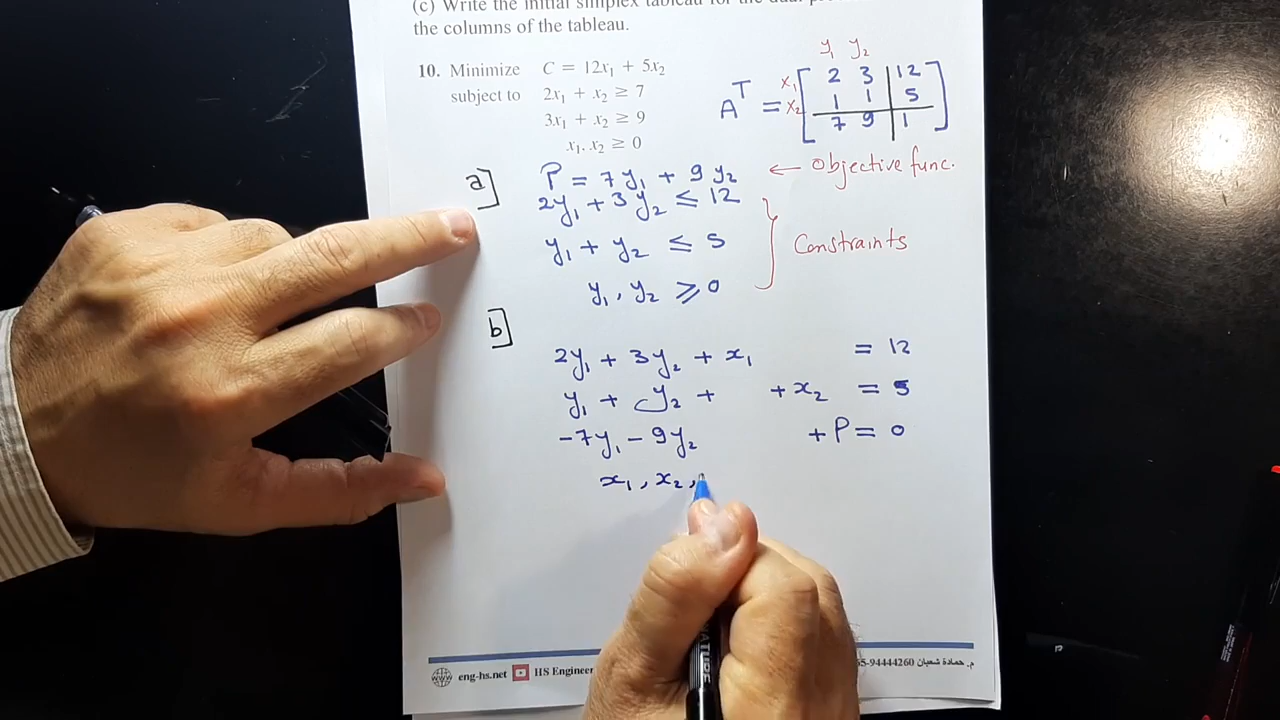 (c) Write the initial simplex tableau for the dual
the columns of the tableau.
10. Minimize C = 12x₁ + 5x₂
subject to 2x₁ + x₂ ≥ 7
3x₁ + x₂ ≥ 9
x₁, x₂ ≥ 0
y₁ y₂
x₁ 2 3 | 12
Aᵀ = x₂ 1 1 | 5
7 9 | 1
a] P = 7y₁ + 9y₂ ← Objective func.
2y₁ + 3y₂ ≤ 12
y₁ + y₂ ≤ 5 } Constraints
y₁, y₂ ≥ 0
b]
2y₁ + 3y₂ + x₁ = 12
y₁ + y₂ + + x₂ = 5
-7y₁ - 9y₂ + P = 0
x₁, x₂,
www eng-hs.net HS Engineer 65-94444260 م. حمادة شعبان